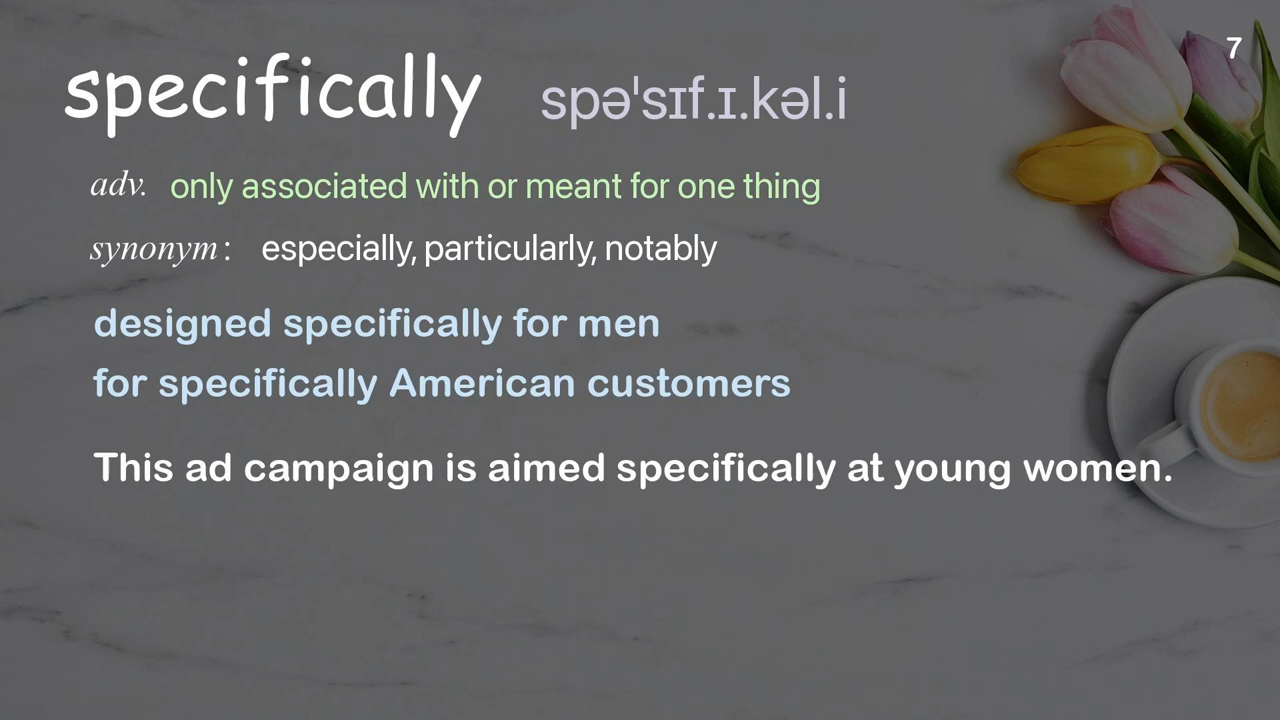 7
specifically spəˈsɪf.ɪ.kəl.i
adv. only associated with or meant for one thing
synonym: especially, particularly, notably
designed specifically for men
for specifically American customers
This ad campaign is aimed specifically at young women.